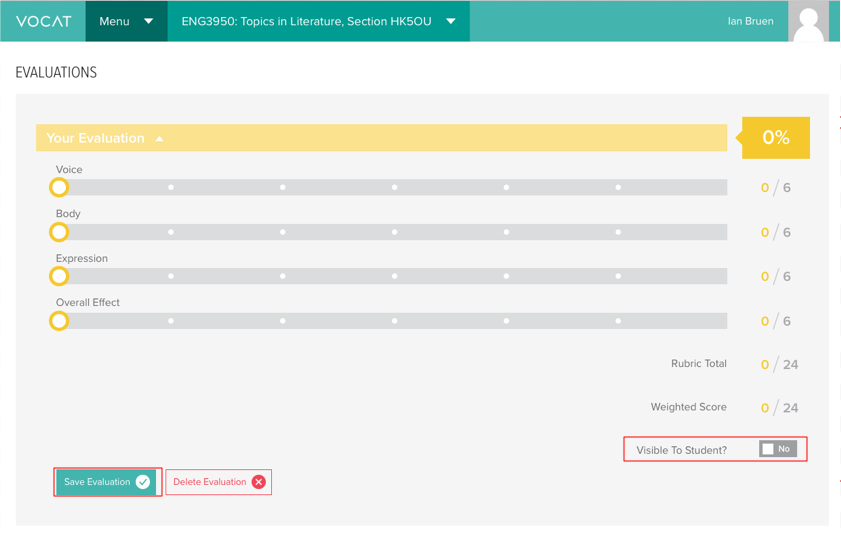 VOCAT Menu ENG3950: Topics in Literature, Section HK5OU Ian Bruen
EVALUATIONS
Your Evaluation 0%
Voice
0 / 6
Body
0 / 6
Expression
0 / 6
Overall Effect
0 / 6
Rubric Total 0 / 24
Weighted Score 0 / 24
Visible To Student? No
Save Evaluation Delete Evaluation